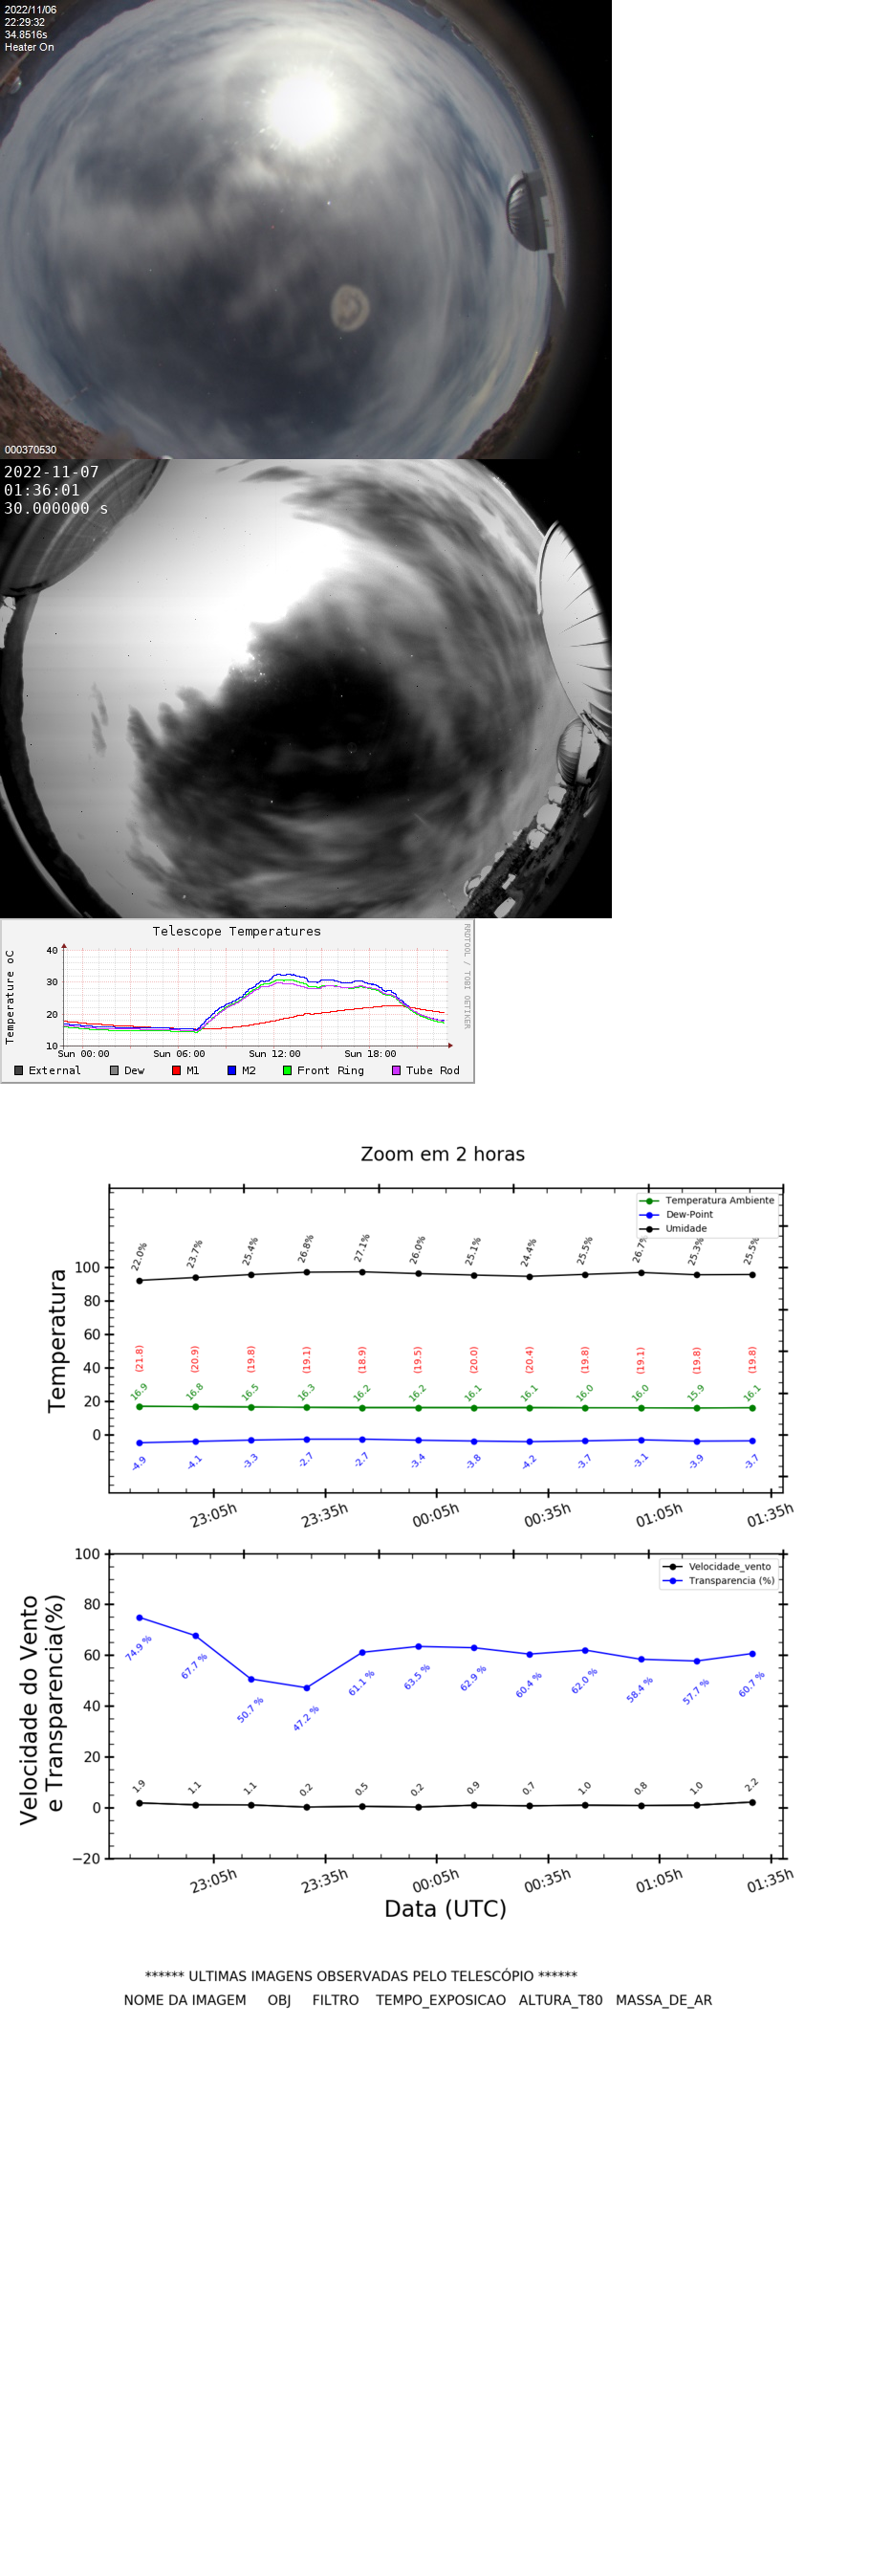 2022/11/06
22:29:32
34.8516s
Heater On
000370530
2022-11-07
01:36:01
30.000000 s
Telescope Temperatures
RRDTOOL / TOBI OETIKER
Temperature oC
40
30
20
10
Sun 00:00 Sun 06:00 Sun 12:00 Sun 18:00
External Dew M1 M2 Front Ring Tube Rod
Zoom em 2 horas
Temperatura Ambiente
Dew-Point
Umidade
Temperatura
100
80
60
40
20
0
22.0% 23.7% 25.4% 26.8% 27.1% 26.0% 25.1% 24.4% 25.5% 26.7% 25.3% 25.5%
(21.8) (20.9) (19.8) (19.1) (18.9) (19.5) (20.0) (20.4) (19.8) (19.1) (19.8) (19.8)
16.9 16.8 16.5 16.3 16.2 16.2 16.1 16.1 16.0 16.0 15.9 16.1
-4.9 -4.1 -3.3 -2.7 -2.7 -3.4 -3.8 -4.2 -3.7 -3.1 -3.9 -3.7
23:05h 23:35h 00:05h 00:35h 01:05h 01:35h
Velocidade_vento
Transparencia (%)
Velocidade do Vento
e Transparencia(%)
100
80
60
40
20
0
−20
74.9 % 67.7 % 50.7 % 47.2 % 61.1 % 63.5 % 62.9 % 60.4 % 62.0 % 58.4 % 57.7 % 60.7 %
1.9 1.1 1.1 0.2 0.5 0.2 0.9 0.7 1.0 0.8 1.0 2.2
23:05h 23:35h 00:05h 00:35h 01:05h 01:35h
Data (UTC)
****** ULTIMAS IMAGENS OBSERVADAS PELO TELESCÓPIO ******
NOME DA IMAGEM OBJ FILTRO TEMPO_EXPOSICAO ALTURA_T80 MASSA_DE_AR